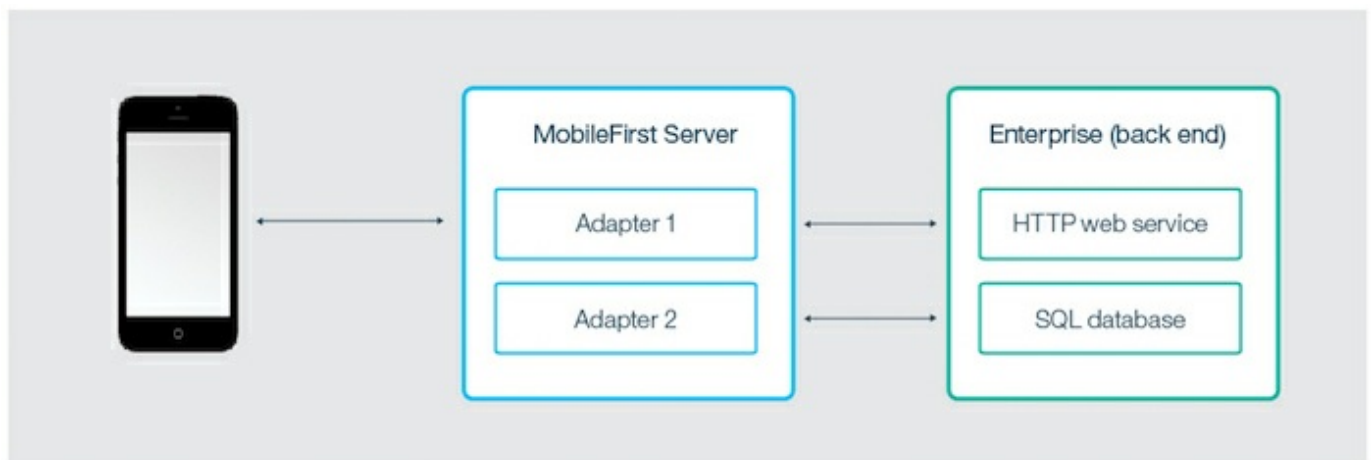 MobileFirst Server
Adapter 1
Adapter 2
Enterprise (back end)
HTTP web service
SQL database